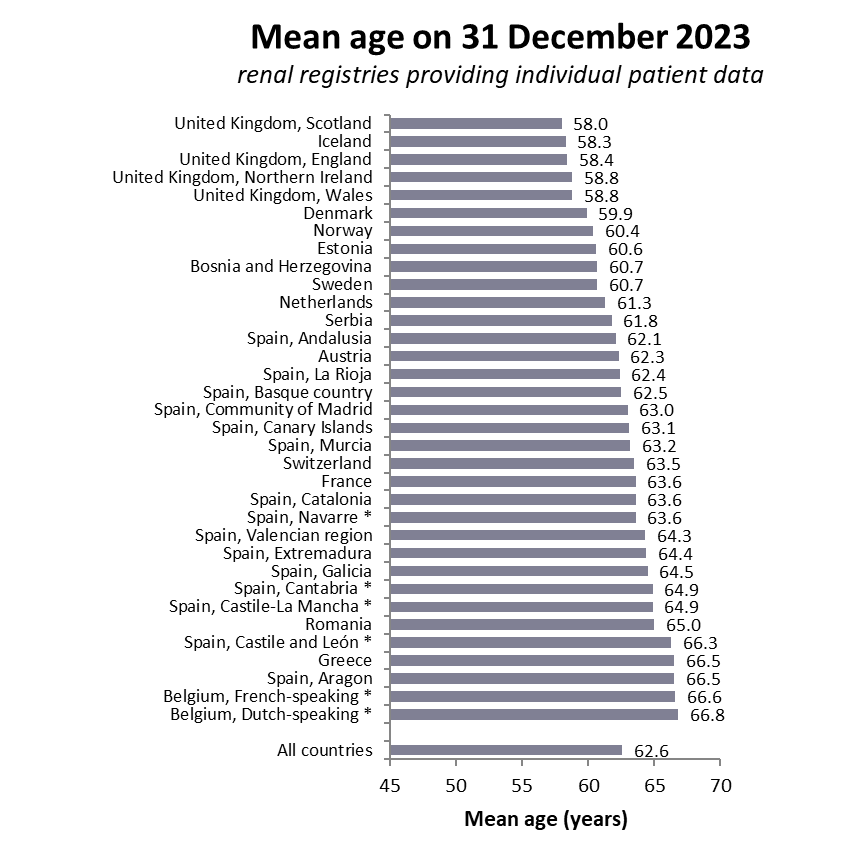 Mean age on 31 December 2023
renal registries providing individual patient data
United Kingdom, Scotland 58.0
Iceland 58.3
United Kingdom, England 58.4
United Kingdom, Northern Ireland 58.8
United Kingdom, Wales 58.8
Denmark 59.9
Norway 60.4
Estonia 60.6
Bosnia and Herzegovina 60.7
Sweden 60.7
Netherlands 61.3
Serbia 61.8
Spain, Andalusia 62.1
Austria 62.3
Spain, La Rioja 62.4
Spain, Basque country 62.5
Spain, Community of Madrid 63.0
Spain, Canary Islands 63.1
Spain, Murcia 63.2
Switzerland 63.5
France 63.6
Spain, Catalonia 63.6
Spain, Navarre * 63.6
Spain, Valencian region 64.3
Spain, Extremadura 64.4
Spain, Galicia 64.5
Spain, Cantabria * 64.9
Spain, Castile-La Mancha * 64.9
Romania 65.0
Spain, Castile and León * 66.3
Greece 66.5
Spain, Aragon 66.5
Belgium, French-speaking * 66.6
Belgium, Dutch-speaking * 66.8
All countries 62.6
45 50 55 60 65 70
Mean age (years)